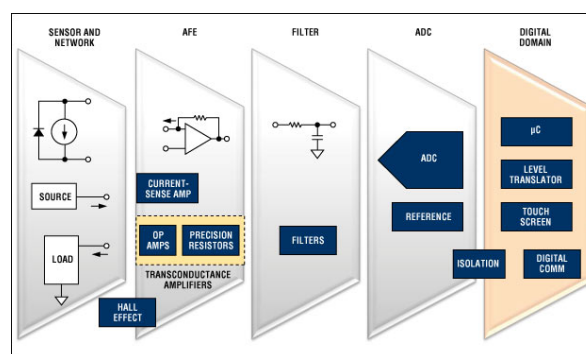 SENSOR AND
NETWORK
AFE
FILTER
ADC
DIGITAL
DOMAIN
SOURCE
LOAD
HALL
EFFECT
CURRENT-
SENSE AMP
OP
AMPS
PRECISION
RESISTORS
TRANSCONDUCTANCE
AMPLIFIERS
FILTERS
ADC
REFERENCE
µC
LEVEL
TRANSLATOR
TOUCH
SCREEN
ISOLATION
DIGITAL
COMM